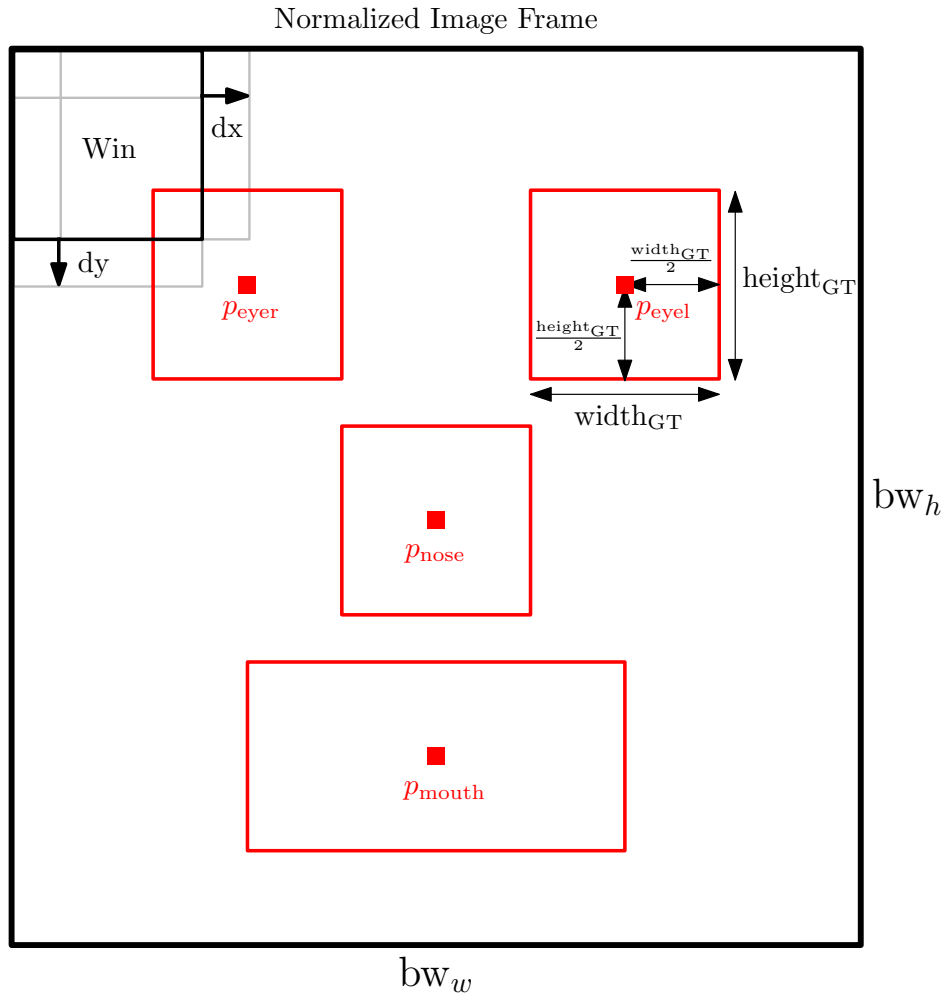 Normalized Image Frame
dx
Win
dy
width_GT/2
height_GT
p_eyer
p_eyel
height_GT/2
width_GT
bw_h
p_nose
p_mouth
bw_w